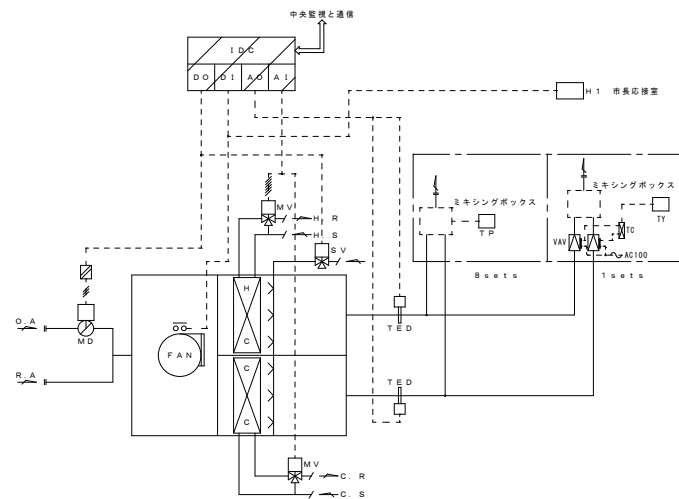 中央監視と通信
IDC
DO DI AO AI
H1 市長応接室
ミキシングボックス
ミキシングボックス
MV
H. R
H. S
TP
TY
TC
VAV
SV
AC100
8sets
1sets
H
O.A
MD
FAN
C
TED
R.A
C
TED
C
MV
C. R
C. S